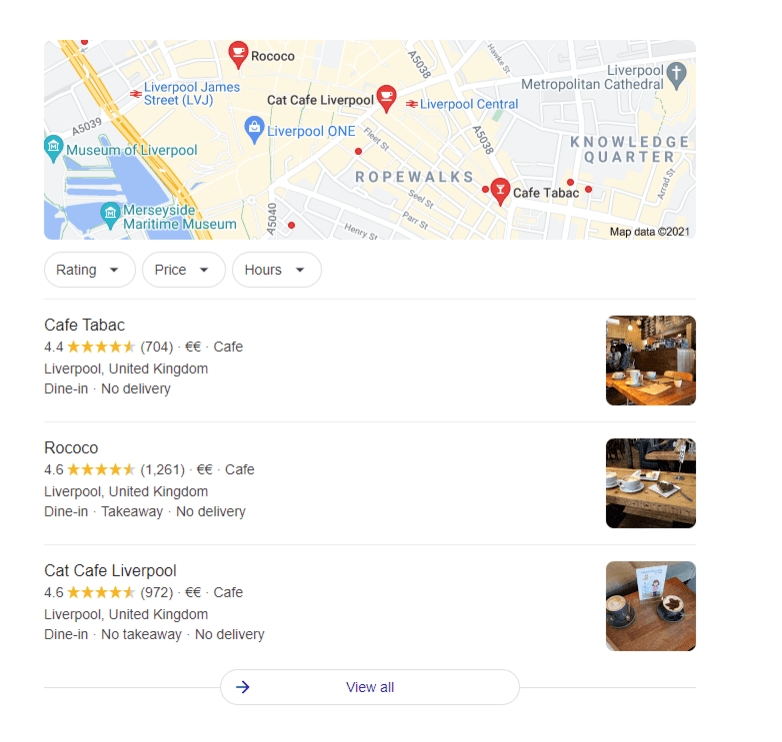 Rococo
Liverpool James
Street (LVJ)
Cat Cafe Liverpool
Liverpool Central
A5038
Hawke St
Liverpool
Metropolitan Cathedral
A5039
Liverpool ONE
Museum of Liverpool
Fleet St
A5038
KNOWLEDGE
QUARTER
ROPEWALKS
Seel St
Arrad St
Cafe Tabac
Merseyside
Maritime Museum
A5040
Parr St
Henry St
Map data ©2021
Rating
Price
Hours
Cafe Tabac
4.4 (704) · €€ · Cafe
Liverpool, United Kingdom
Dine-in · No delivery
Rococo
4.6 (1,261) · €€ · Cafe
Liverpool, United Kingdom
Dine-in · Takeaway · No delivery
Cat Cafe Liverpool
4.6 (972) · €€ · Cafe
Liverpool, United Kingdom
Dine-in · No takeaway · No delivery
View all